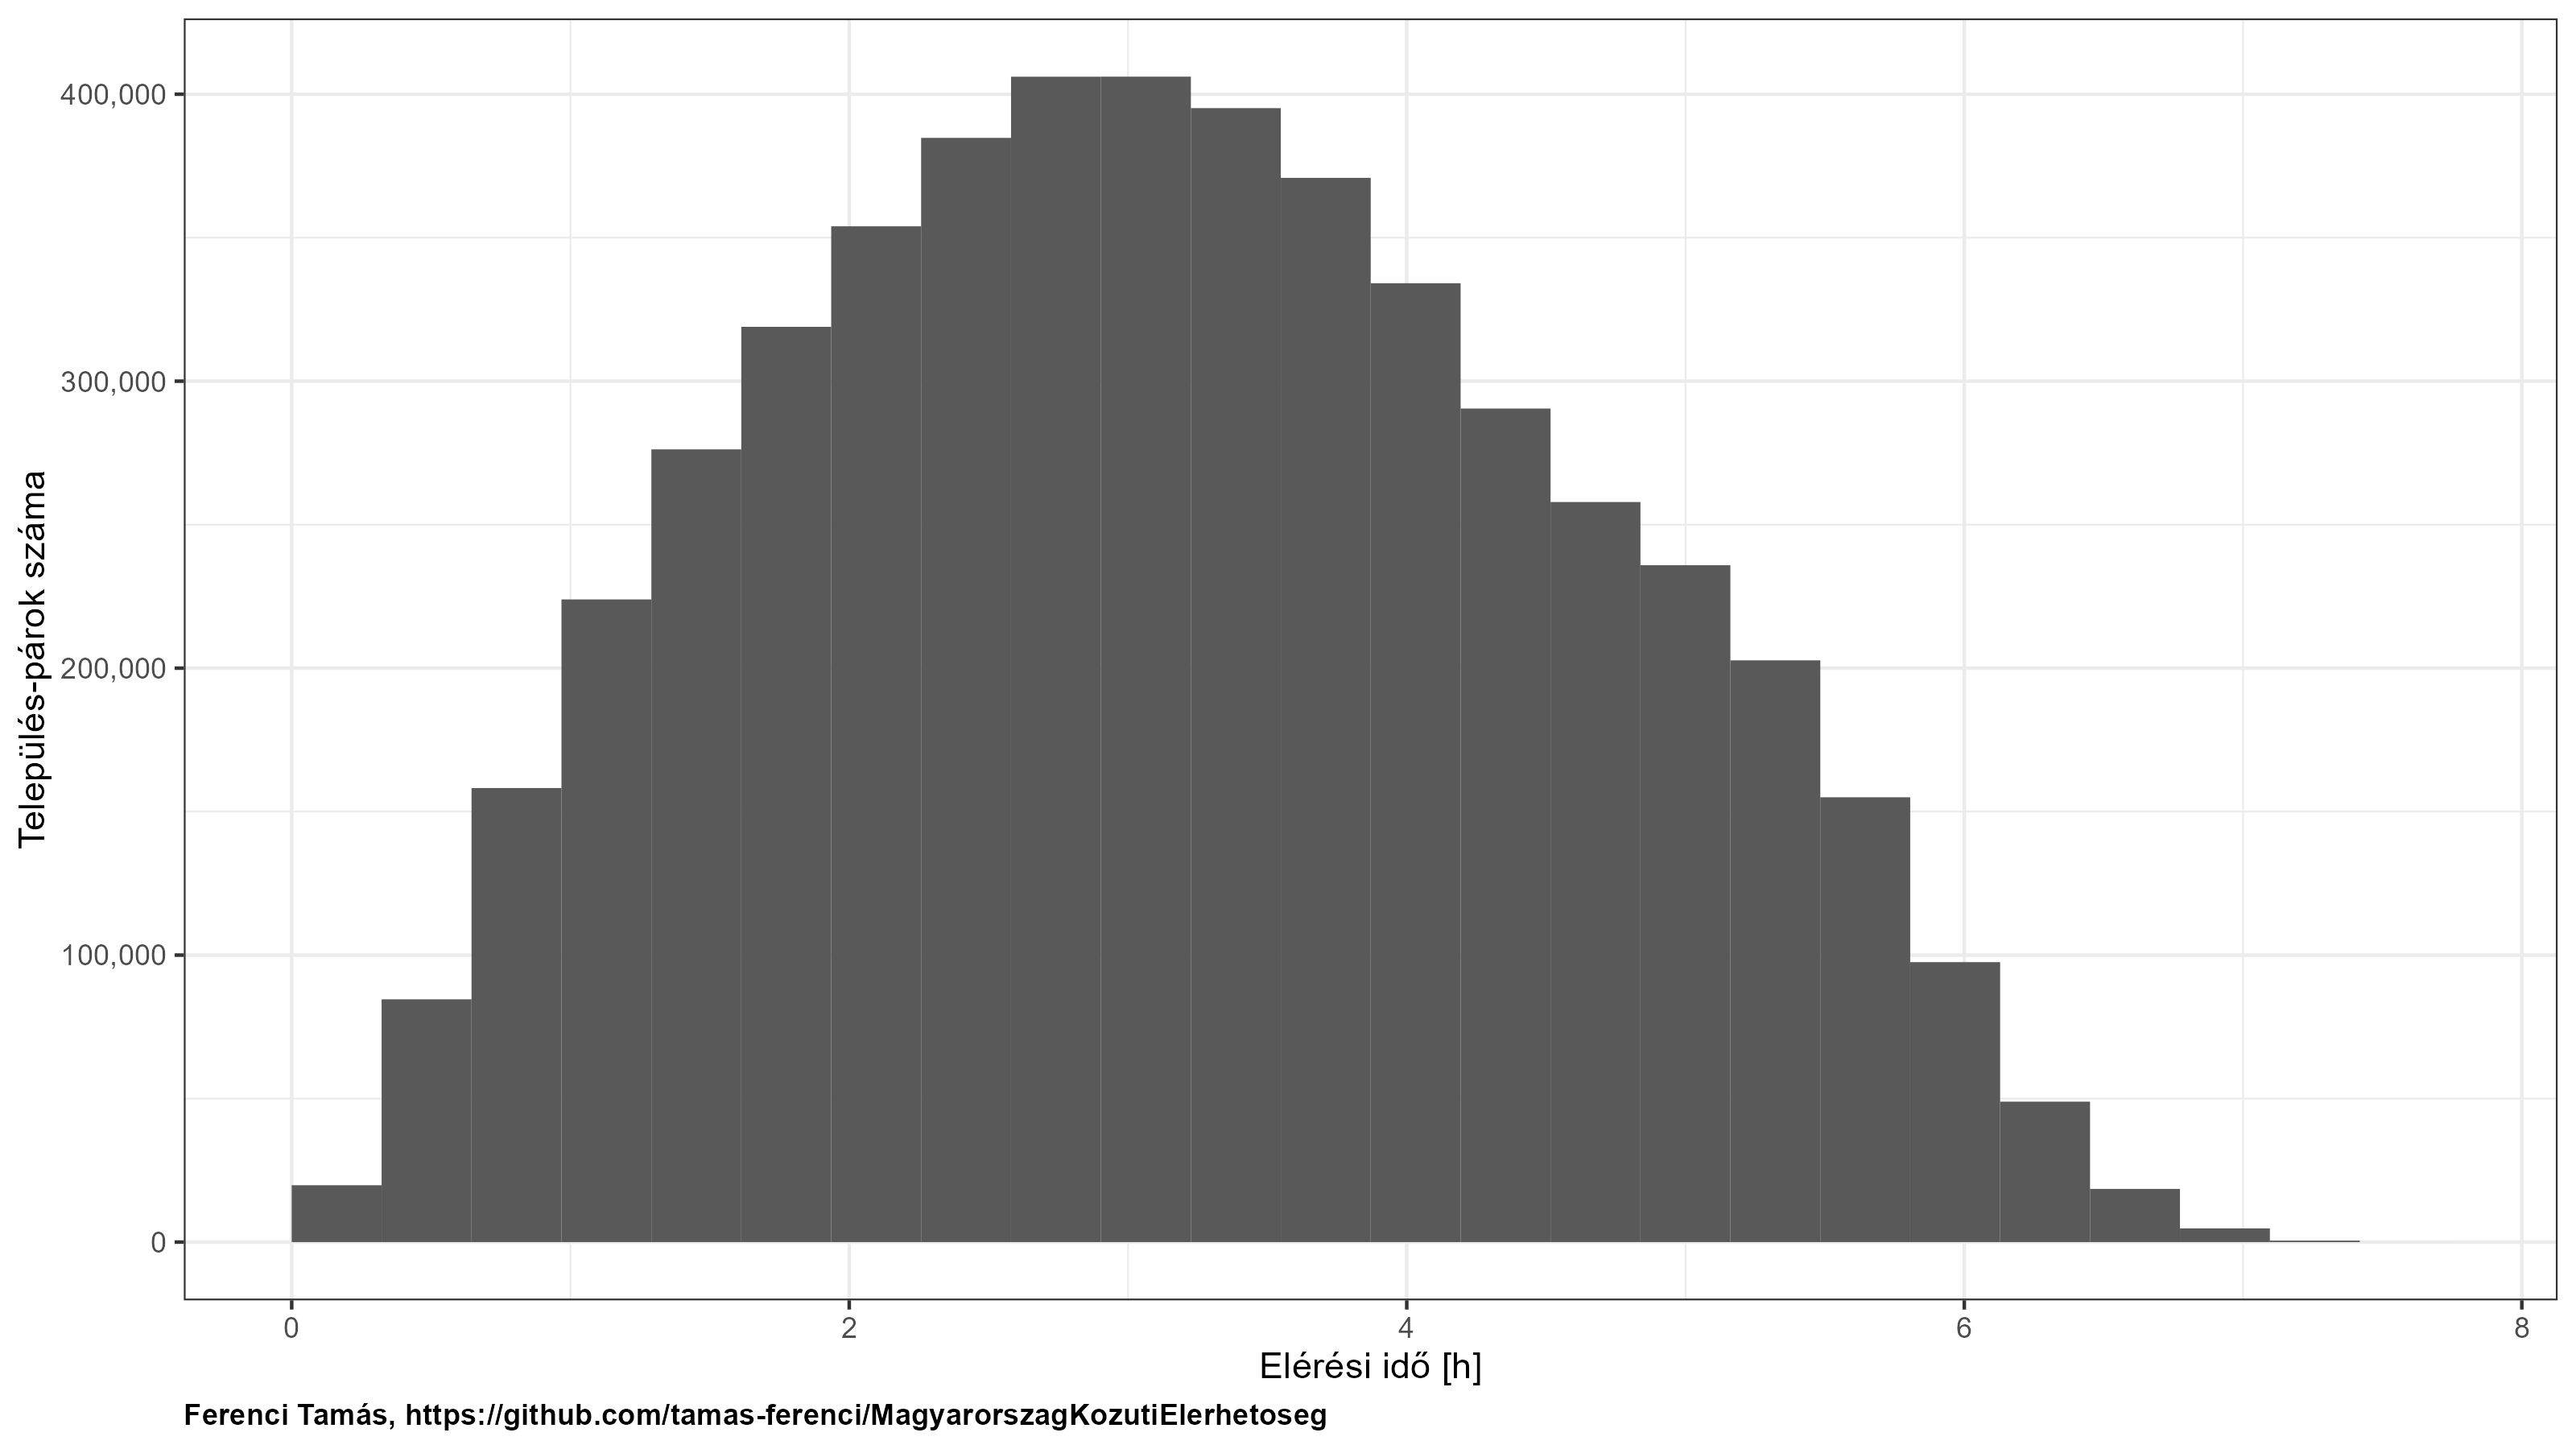 400,000
300,000
200,000
100,000
0
Település-párok száma
0 2 4 6 8
Elérési idő [h]
Ferenci Tamás, https://github.com/tamas-ferenci/MagyarorszagKozutiElerhetoseg